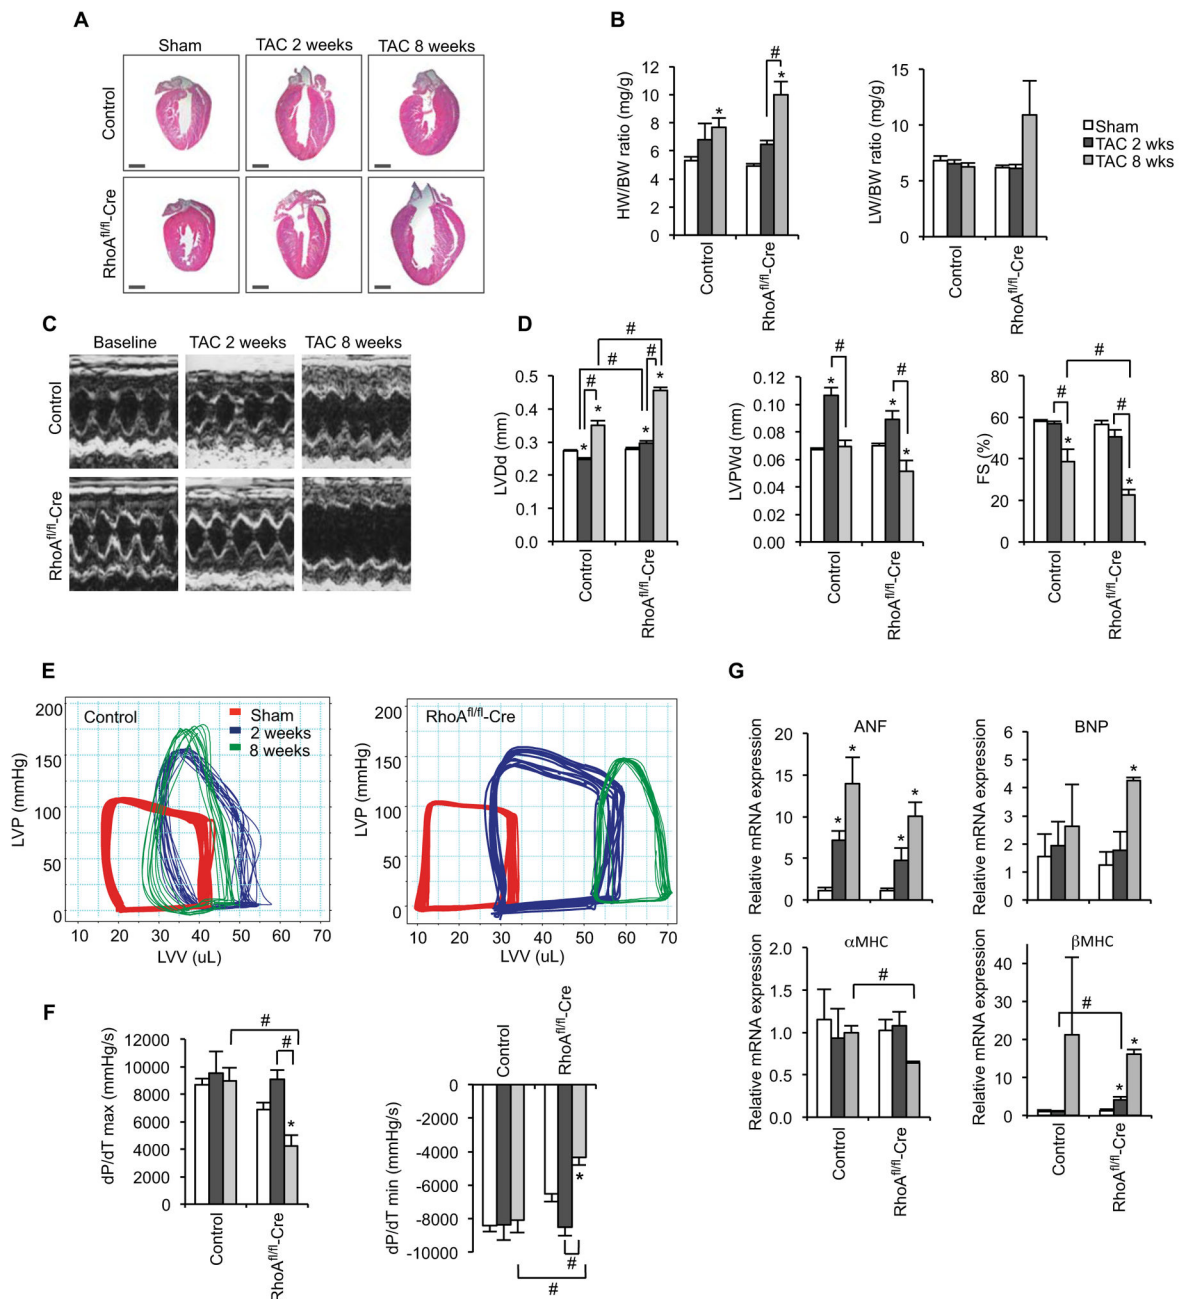 A
Sham
TAC 2 weeks
TAC 8 weeks
Control
RhoAfl/fl-Cre
B
HW/BW ratio (mg/g)
12
10
8
6
4
2
0
*
#
*
Control
RhoAfl/fl-Cre
LW/BW ratio (mg/g)
15
10
5
0
Control
RhoAfl/fl-Cre
Sham
TAC 2 wks
TAC 8 wks
C
Baseline
TAC 2 weeks
TAC 8 weeks
Control
RhoAfl/fl-Cre
D
LVDd (mm)
0.5
0.4
0.3
0.2
0.1
0.0
#
#
#
#
*
*
*
*
Control
RhoAfl/fl-Cre
LVPWd (mm)
0.12
0.10
0.08
0.06
0.04
0.02
0.00
#
#
*
*
*
Control
RhoAfl/fl-Cre
FS (%)
80
60
40
20
0
#
#
#
*
*
Control
RhoAfl/fl-Cre
E
LVP (mmHg)
200
150
100
50
0
Control
Sham
2 weeks
8 weeks
10 20 30 40 50 60 70
LVV (uL)
LVP (mmHg)
200
150
100
50
0
RhoAfl/fl-Cre
10 20 30 40 50 60 70
LVV (uL)
F
dP/dT max (mmHg/s)
12000
10000
8000
6000
4000
2000
0
#
#
*
Control
RhoAfl/fl-Cre
Control
RhoAfl/fl-Cre
dP/dT min (mmHg/s)
0
-2000
-4000
-6000
-8000
-10000
*
#
#
G
ANF
Relative mRNA expression
20
15
10
5
0
*
*
*
*
BNP
Relative mRNA expression
6
5
4
3
2
1
0
*
αMHC
Relative mRNA expression
2.0
1.5
1.0
0.5
0.0
#
Control
RhoAfl/fl-Cre
βMHC
Relative mRNA expression
40
30
20
10
0
#
*
*
Control
RhoAfl/fl-Cre